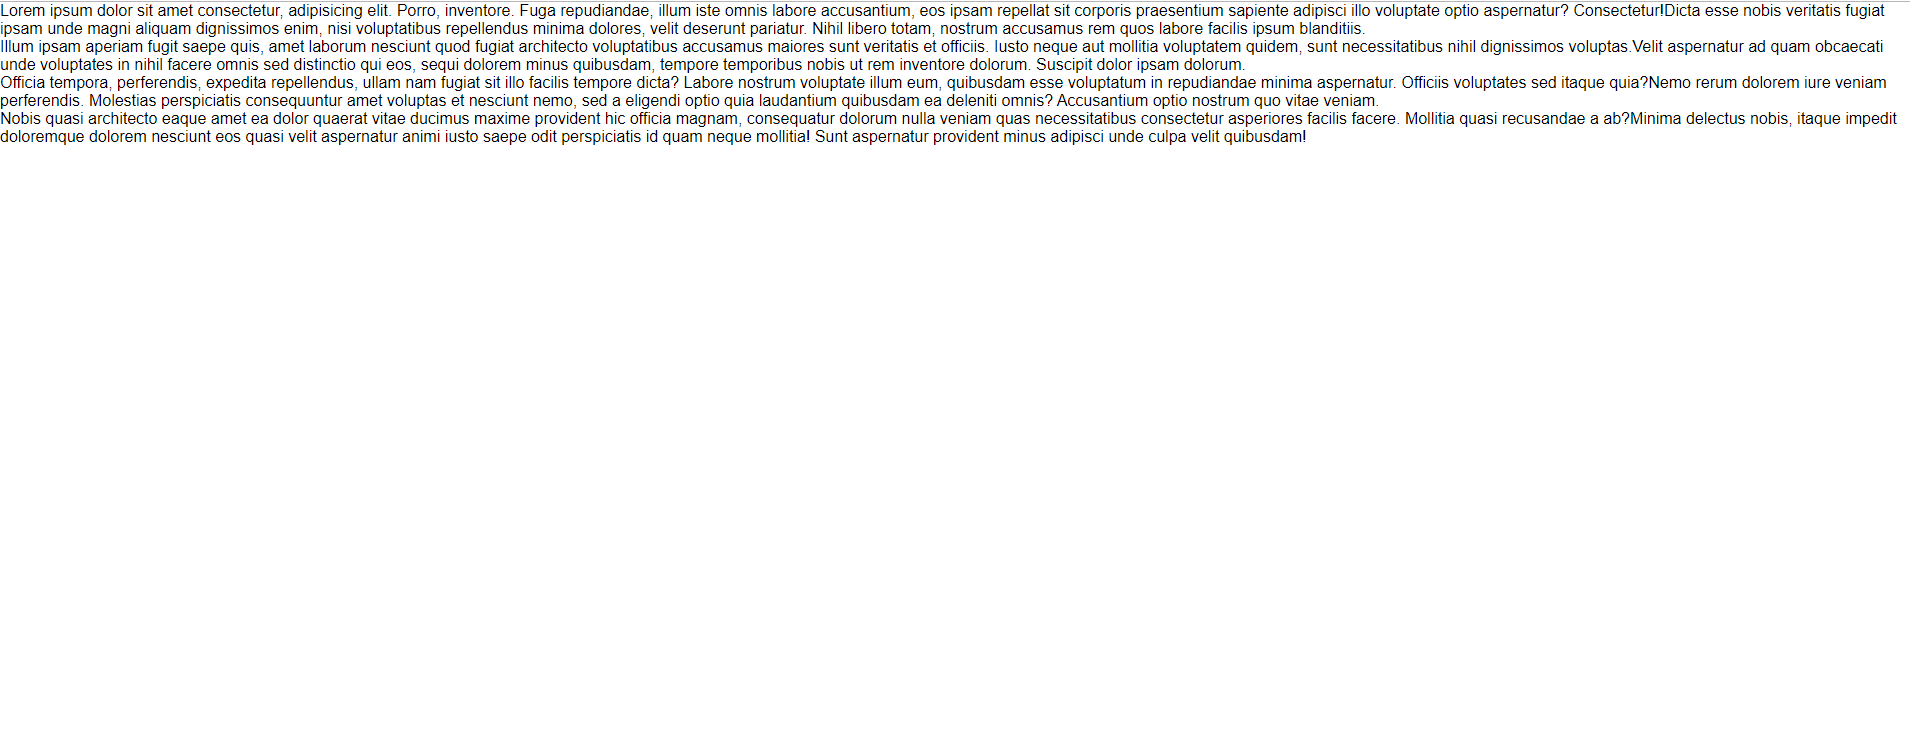 Lorem ipsum dolor sit amet consectetur, adipisicing elit. Porro, inventore. Fuga repudiandae, illum iste omnis labore accusantium, eos ipsam repellat sit corporis praesentium sapiente adipisci illo voluptate optio aspernatur? Consectetur!Dicta esse nobis veritatis fugiat
ipsam unde magni aliquam dignissimos enim, nisi voluptatibus repellendus minima dolores, velit deserunt pariatur. Nihil libero totam, nostrum accusamus rem quos labore facilis ipsum blanditiis.
Illum ipsam aperiam fugit saepe quis, amet laborum nesciunt quod fugiat architecto voluptatibus accusamus maiores sunt veritatis et officiis. Iusto neque aut mollitia voluptatem quidem, sunt necessitatibus nihil dignissimos voluptas.Velit aspernatur ad quam obcaecati
unde voluptates in nihil facere omnis sed distinctio qui eos, sequi dolorem minus quibusdam, tempore temporibus nobis ut rem inventore dolorum. Suscipit dolor ipsam dolorum.
Officia tempora, perferendis, expedita repellendus, ullam nam fugiat sit illo facilis tempore dicta? Labore nostrum voluptate illum eum, quibusdam esse voluptatum in repudiandae minima aspernatur. Officiis voluptates sed itaque quia?Nemo rerum dolorem iure veniam
perferendis. Molestias perspiciatis consequuntur amet voluptas et nesciunt nemo, sed a eligendi optio quia laudantium quibusdam ea deleniti omnis? Accusantium optio nostrum quo vitae veniam.
Nobis quasi architecto eaque amet ea dolor quaerat vitae ducimus maxime provident hic officia magnam, consequatur dolorum nulla veniam quas necessitatibus consectetur asperiores facilis facere. Mollitia quasi recusandae a ab?Minima delectus nobis, itaque impedit
doloremque dolorem nesciunt eos quasi velit aspernatur animi iusto saepe odit perspiciatis id quam neque mollitia! Sunt aspernatur provident minus adipisci unde culpa velit quibusdam!